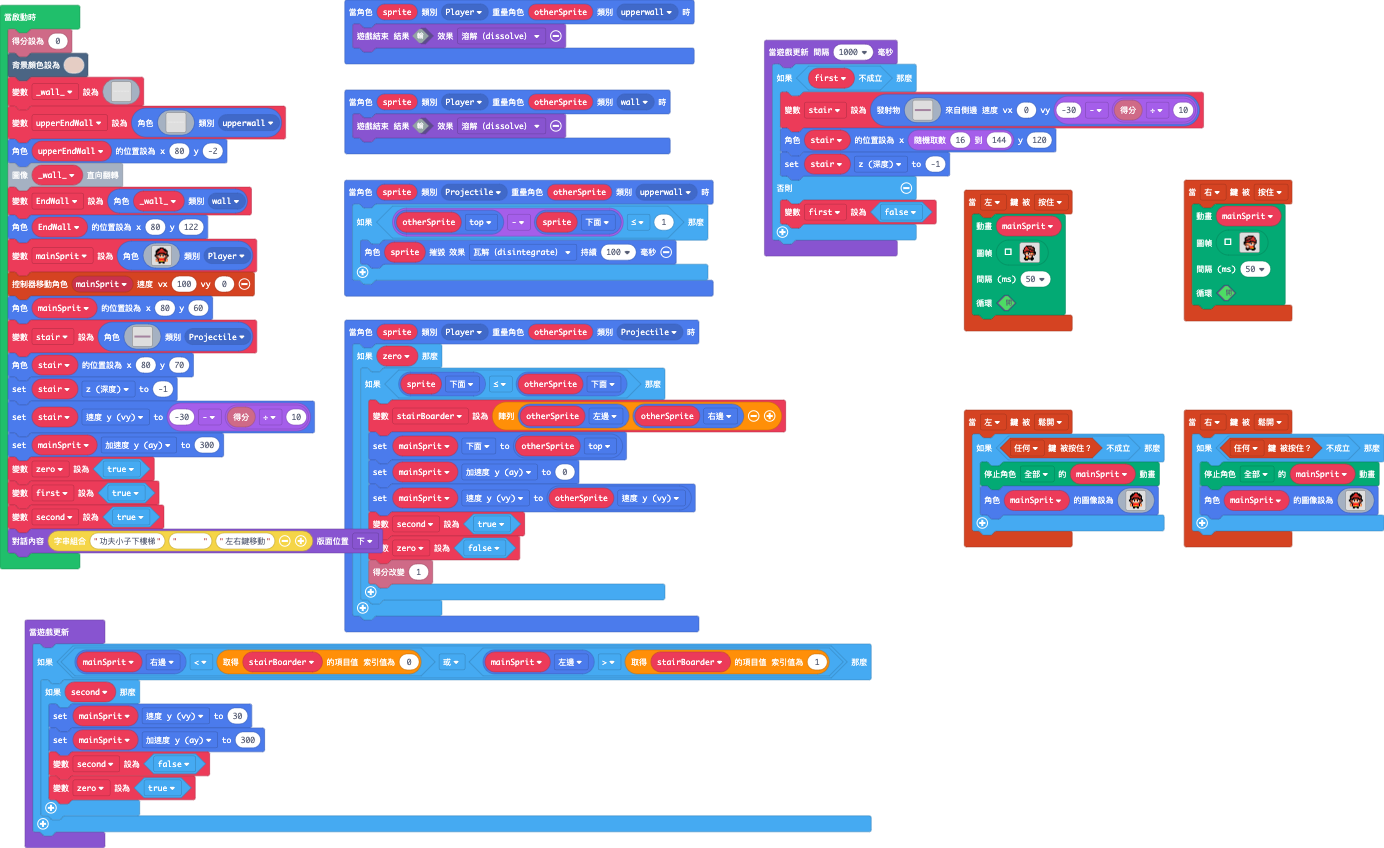 當啟動時
得分設為 0
背景顏色設為
變數 _wall_ 設為
變數 upperEndWall 設為 角色 類別 upperwall
角色 upperEndWall 的位置設為 x 80 y -2
圖像 _wall_ 直向翻轉
變數 EndWall 設為 角色 _wall_ 類別 wall
角色 EndWall 的位置設為 x 80 y 122
變數 mainSprit 設為 角色 類別 Player
控制器移動角色 mainSprit 速度 vx 100 vy 0
角色 mainSprit 的位置設為 x 80 y 60
變數 stair 設為 角色 類別 Projectile
角色 stair 的位置設為 x 80 y 70
set stair z (深度) to -1
set stair 速度 y (vy) to -30 - 得分 ÷ 10
set mainSprit 加速度 y (ay) to 300
變數 zero 設為 true
變數 first 設為 true
變數 second 設為 true
對話內容 字串組合 "功夫小子下樓梯" " " "左右鍵移動" 版面位置 下
當角色 sprite 類別 Player 重疊角色 otherSprite 類別 upperwall 時
遊戲結束 結果 輸 效果 溶解 (dissolve)
當角色 sprite 類別 Player 重疊角色 otherSprite 類別 wall 時
遊戲結束 結果 輸 效果 溶解 (dissolve)
當角色 sprite 類別 Projectile 重疊角色 otherSprite 類別 upperwall 時
如果 otherSprite top - sprite 下面 ≤ 1 那麼
角色 sprite 摧毀 效果 瓦解 (disintegrate) 持續 100 毫秒
當角色 sprite 類別 Player 重疊角色 otherSprite 類別 Projectile 時
如果 zero 那麼
如果 sprite 下面 ≤ otherSprite 下面 那麼
變數 stairBoarder 設為 陣列 otherSprite 左邊 otherSprite 右邊
set mainSprit 下面 to otherSprite top
set mainSprit 加速度 y (ay) to 0
set mainSprit 速度 y (vy) to otherSprite 速度 y (vy)
變數 second 設為 true
數 zero 設為 false
得分改變 1
當遊戲更新 間隔 1000 毫秒
如果 first 不成立 那麼
變數 stair 設為 發射物 來自側邊 速度 vx 0 vy -30 - 得分 ÷ 10
角色 stair 的位置設為 x 隨機取數 16 到 144 y 120
set stair z (深度) to -1
否則
變數 first 設為 false
當 左 鍵 被 按住
動畫 mainSprit
圖幀
間隔 (ms) 50
循環
當 右 鍵 被 按住
動畫 mainSprit
圖幀
間隔 (ms) 50
循環
當 左 鍵 被 鬆開
如果 任何 鍵 被按住？ 不成立 那麼
停止角色 全部 的 mainSprit 動畫
角色 mainSprit 的圖像設為
當 右 鍵 被 鬆開
如果 任何 鍵 被按住？ 不成立 那麼
停止角色 全部 的 mainSprit 動畫
角色 mainSprit 的圖像設為
當遊戲更新
如果 mainSprit 右邊 < 取得 stairBoarder 的項目值 索引值為 0 或 mainSprit 左邊 > 取得 stairBoarder 的項目值 索引值為 1 那麼
如果 second 那麼
set mainSprit 速度 y (vy) to 30
set mainSprit 加速度 y (ay) to 300
變數 second 設為 false
變數 zero 設為 true